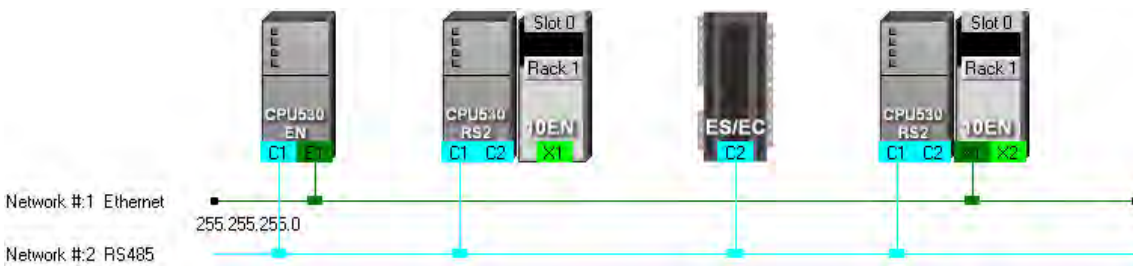 Slot 0
Rack 1
CPU530
EN
C1 E1
CPU530
RS2
C1 C2
10EN
X1
ES/EC
C2
Slot 0
Rack 1
CPU530
RS2
C1 C2
10EN
X1 X2
Network #:1 Ethernet
255.255.255.0
Network #:2 RS485